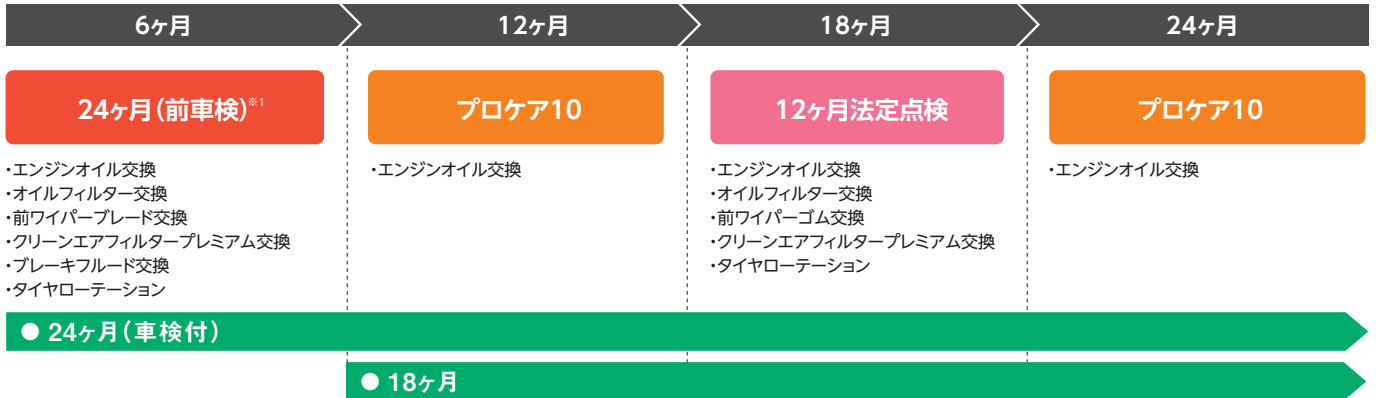 6ヶ月
12ヶ月
18ヶ月
24ヶ月
24ヶ月(前車検)※1
プロケア10
12ヶ月法定点検
プロケア10
・エンジンオイル交換
・オイルフィルター交換
・前ワイパーブレード交換
・クリーンエアフィルタープレミアム交換
・ブレーキフルード交換
・タイヤローテーション
・エンジンオイル交換
・エンジンオイル交換
・オイルフィルター交換
・前ワイパーゴム交換
・クリーンエアフィルタープレミアム交換
・タイヤローテーション
・エンジンオイル交換
● 24ヶ月(車検付)
● 18ヶ月